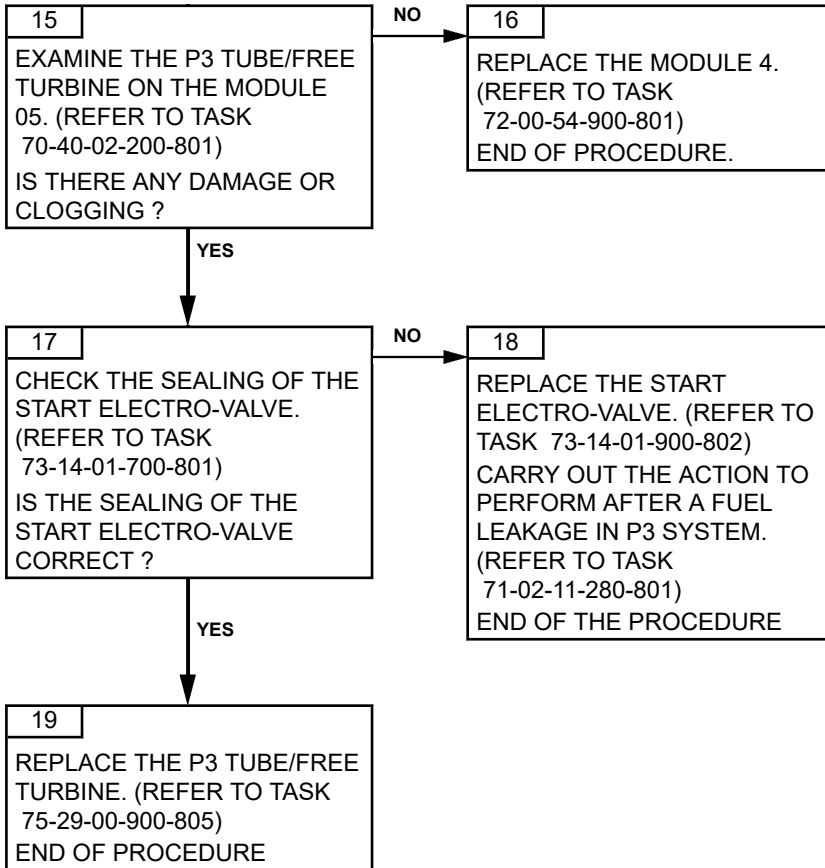 15
EXAMINE THE P3 TUBE/FREE
TURBINE ON THE MODULE
05. (REFER TO TASK
70-40-02-200-801)
IS THERE ANY DAMAGE OR
CLOGGING ?
NO
16
REPLACE THE MODULE 4.
(REFER TO TASK
72-00-54-900-801)
END OF PROCEDURE.
YES
17
CHECK THE SEALING OF THE
START ELECTRO-VALVE.
(REFER TO TASK
73-14-01-700-801)
IS THE SEALING OF THE
START ELECTRO-VALVE
CORRECT ?
NO
18
REPLACE THE START
ELECTRO-VALVE. (REFER TO
TASK 73-14-01-900-802)
CARRY OUT THE ACTION TO
PERFORM AFTER A FUEL
LEAKAGE IN P3 SYSTEM.
(REFER TO TASK
71-02-11-280-801)
END OF THE PROCEDURE
YES
19
REPLACE THE P3 TUBE/FREE
TURBINE. (REFER TO TASK
75-29-00-900-805)
END OF PROCEDURE